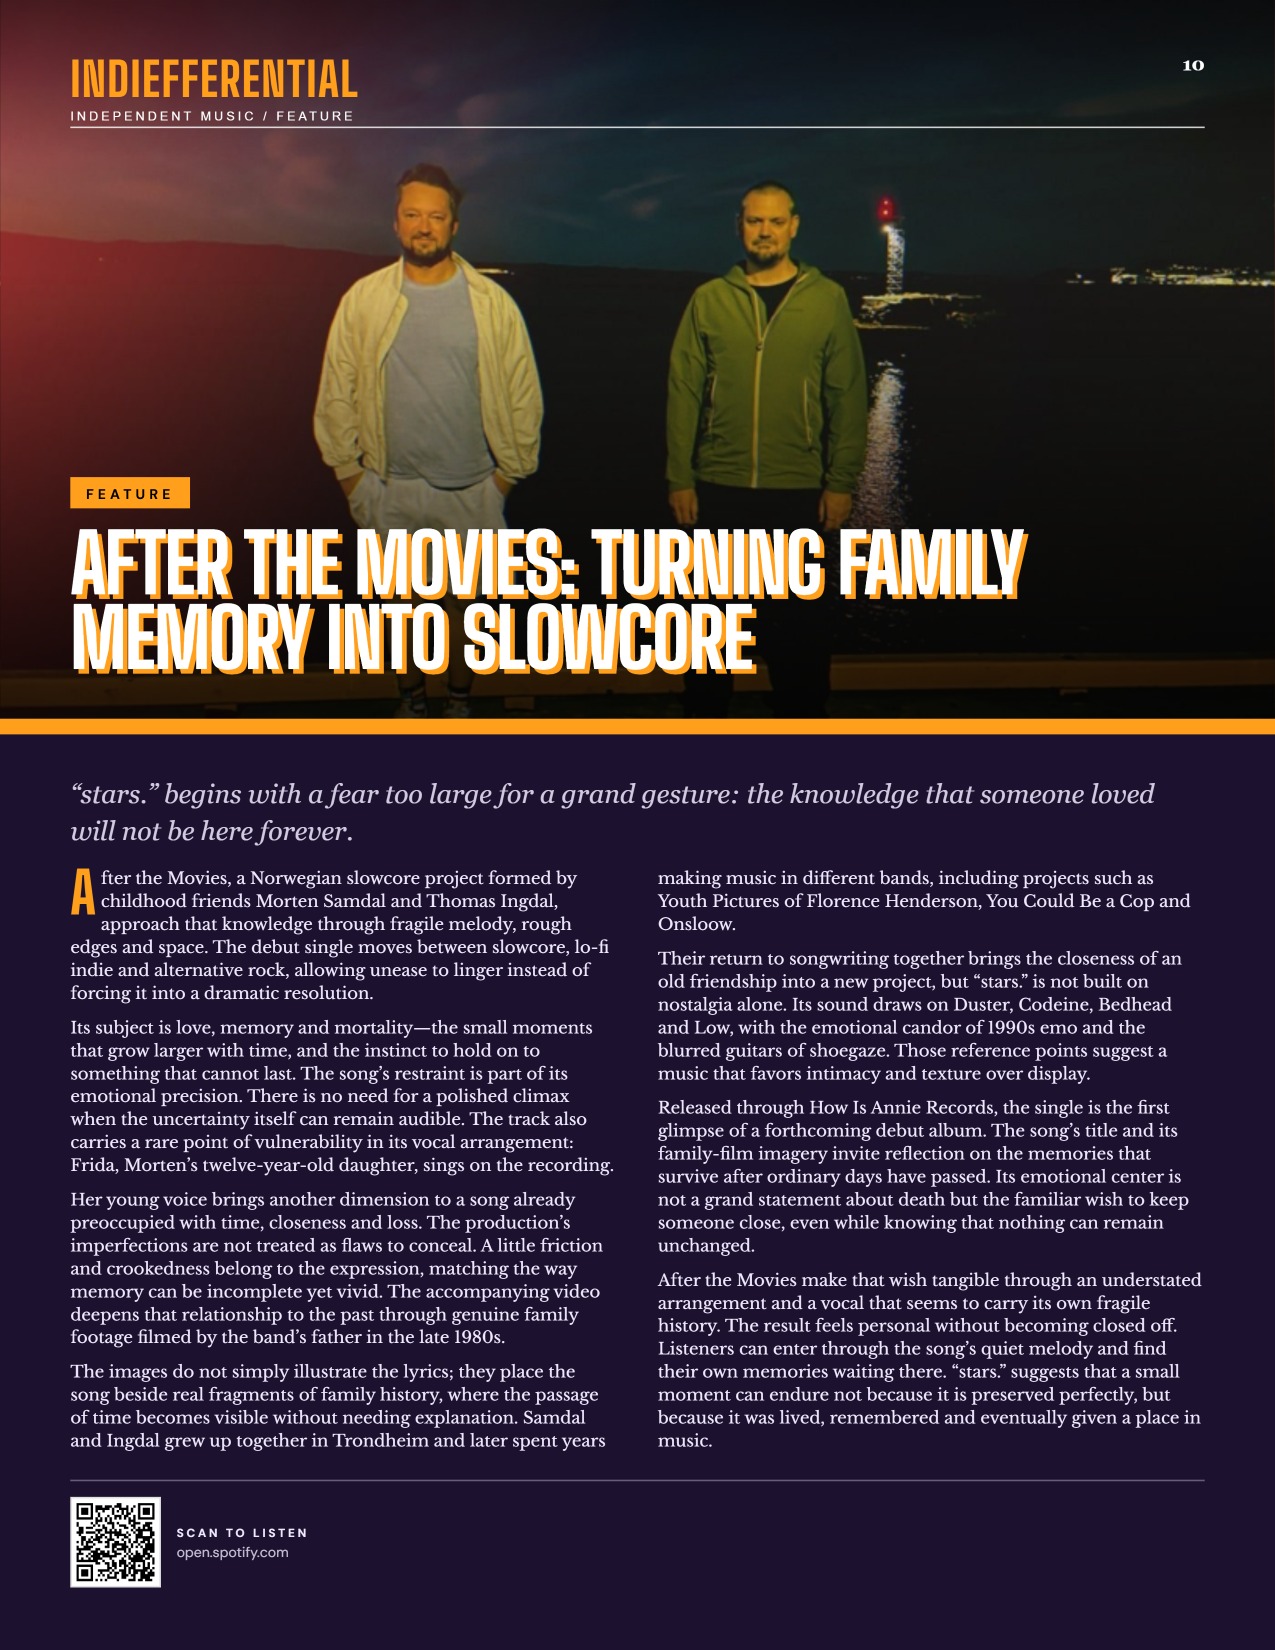 INDIEFFERENTIAL
INDEPENDENT MUSIC / FEATURE
10
FEATURE
AFTER THE MOVIES: TURNING FAMILY
MEMORY INTO SLOWCORE
“stars.” begins with a fear too large for a grand gesture: the knowledge that someone loved
will not be here forever.
After the Movies, a Norwegian slowcore project formed by
childhood friends Morten Samdal and Thomas Ingdal,
approach that knowledge through fragile melody, rough
edges and space. The debut single moves between slowcore, lo-fi
indie and alternative rock, allowing unease to linger instead of
forcing it into a dramatic resolution.
Its subject is love, memory and mortality—the small moments
that grow larger with time, and the instinct to hold on to
something that cannot last. The song’s restraint is part of its
emotional precision. There is no need for a polished climax
when the uncertainty itself can remain audible. The track also
carries a rare point of vulnerability in its vocal arrangement:
Frida, Morten’s twelve-year-old daughter, sings on the recording.
Her young voice brings another dimension to a song already
preoccupied with time, closeness and loss. The production’s
imperfections are not treated as flaws to conceal. A little friction
and crookedness belong to the expression, matching the way
memory can be incomplete yet vivid. The accompanying video
deepens that relationship to the past through genuine family
footage filmed by the band’s father in the late 1980s.
The images do not simply illustrate the lyrics; they place the
song beside real fragments of family history, where the passage
of time becomes visible without needing explanation. Samdal
and Ingdal grew up together in Trondheim and later spent years
making music in different bands, including projects such as
Youth Pictures of Florence Henderson, You Could Be a Cop and
Onsloow.
Their return to songwriting together brings the closeness of an
old friendship into a new project, but “stars.” is not built on
nostalgia alone. Its sound draws on Duster, Codeine, Bedhead
and Low, with the emotional candor of 1990s emo and the
blurred guitars of shoegaze. Those reference points suggest a
music that favors intimacy and texture over display.
Released through How Is Annie Records, the single is the first
glimpse of a forthcoming debut album. The song’s title and its
family-film imagery invite reflection on the memories that
survive after ordinary days have passed. Its emotional center is
not a grand statement about death but the familiar wish to keep
someone close, even while knowing that nothing can remain
unchanged.
After the Movies make that wish tangible through an understated
arrangement and a vocal that seems to carry its own fragile
history. The result feels personal without becoming closed off.
Listeners can enter through the song’s quiet melody and find
their own memories waiting there. “stars.” suggests that a small
moment can endure not because it is preserved perfectly, but
because it was lived, remembered and eventually given a place in
music.
SCAN TO LISTEN
open.spotify.com